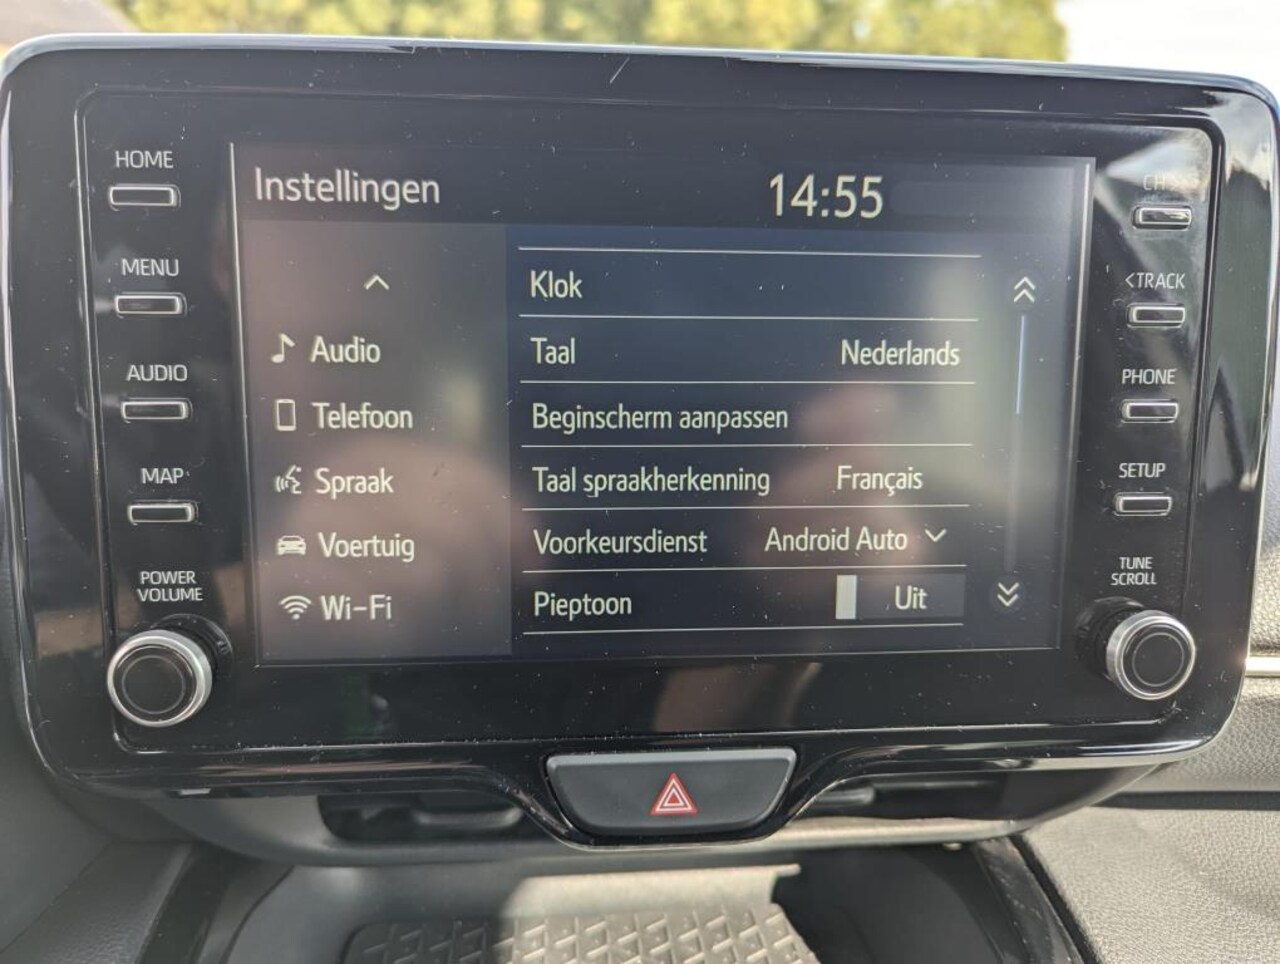 HOME
MENU
AUDIO
MAP
POWER
VOLUME
Instellingen
14:55
Audio
Telefoon
Spraak
Voertuig
Wi-Fi
Klok
Taal Nederlands
Beginscherm aanpassen
Taal spraakherkenning Français
Voorkeursdienst Android Auto
Pieptoon Uit
<TRACK
PHONE
SETUP
TUNE
SCROLL